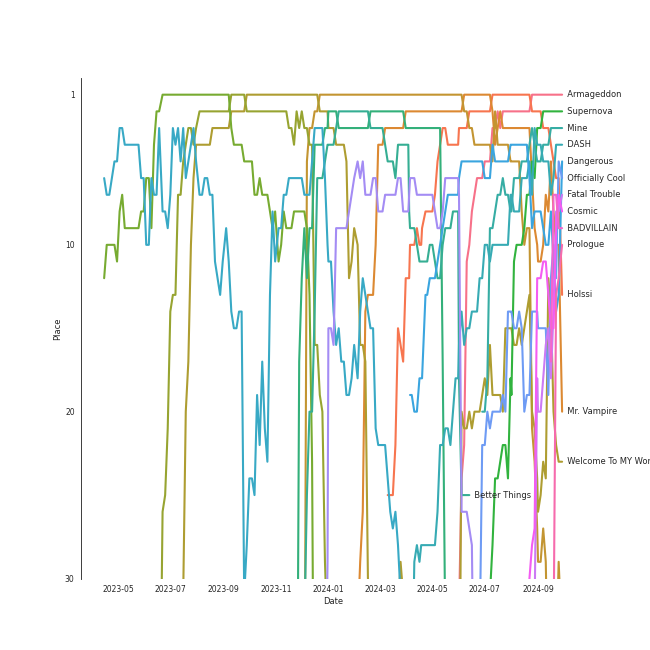 1
10
20
30
Place
2023-05
2023-07
2023-09
2023-11
2024-01
2024-03
2024-05
2024-07
2024-09
Date
Armageddon
Supernova
Mine
DASH
Dangerous
Officially Cool
Fatal Trouble
Cosmic
BADVILLAIN
Prologue
Holssi
Mr. Vampire
Welcome To MY Wor
Better Things